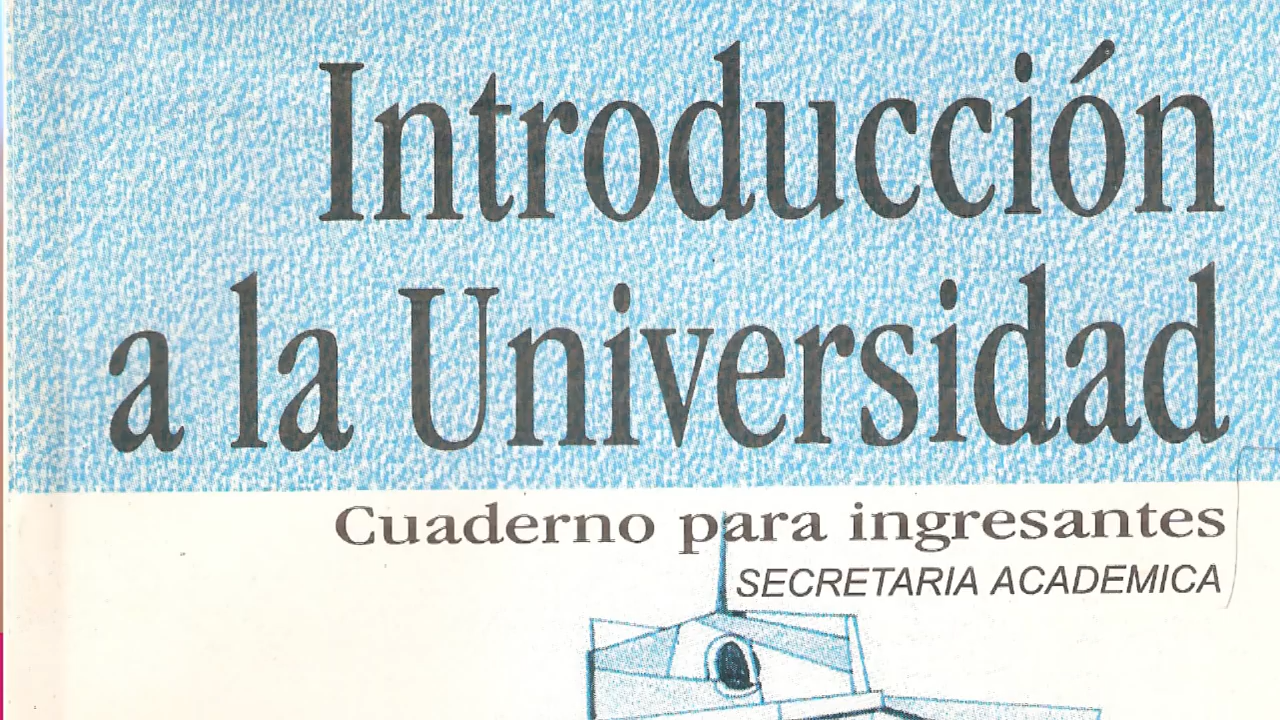 Introducción
a la Universidad
Cuaderno para ingresantes
SECRETARIA ACADEMICA